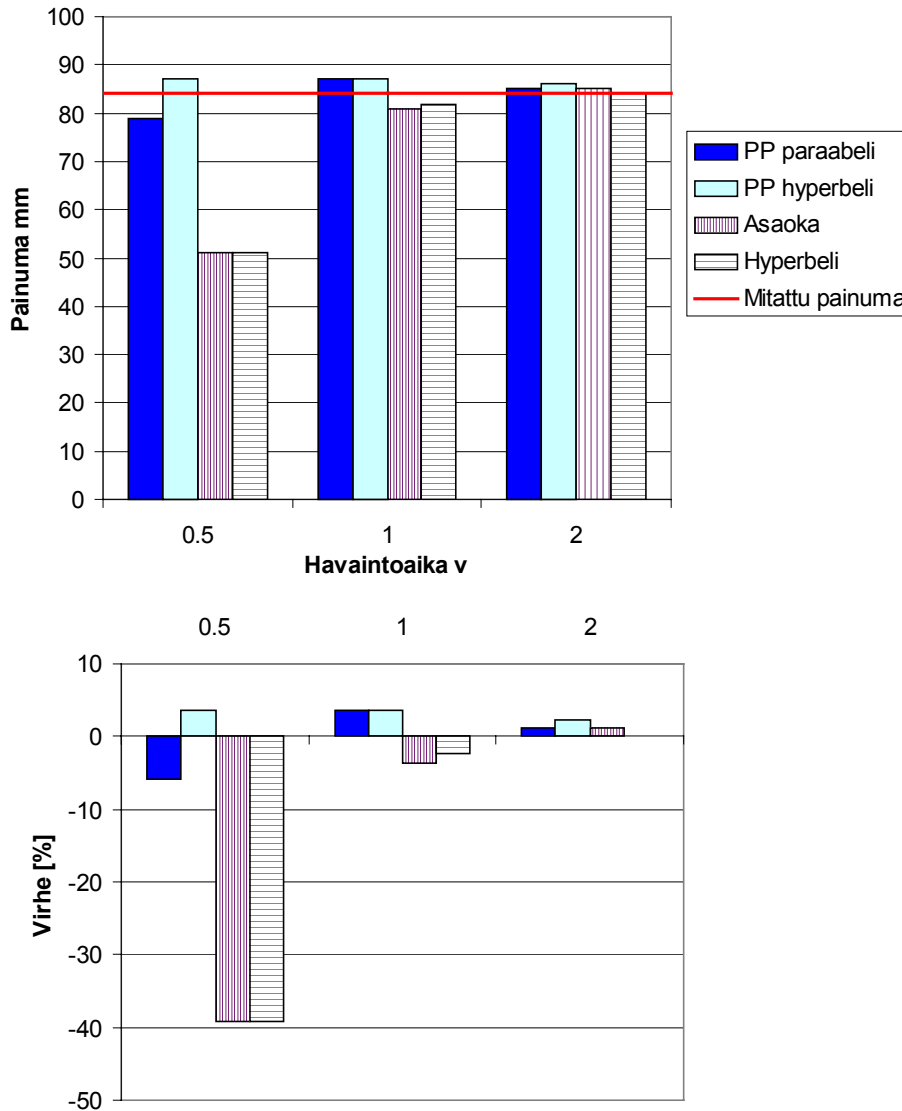 100
90
80
70
60
50
40
30
20
10
0
Painuma mm
0.5 1 2
Havaintoaika v
PP paraabeli
PP hyperbeli
Asaoka
Hyperbeli
Mitattu painuma
0.5 1 2
10
0
-10
-20
-30
-40
-50
Virhe [%]